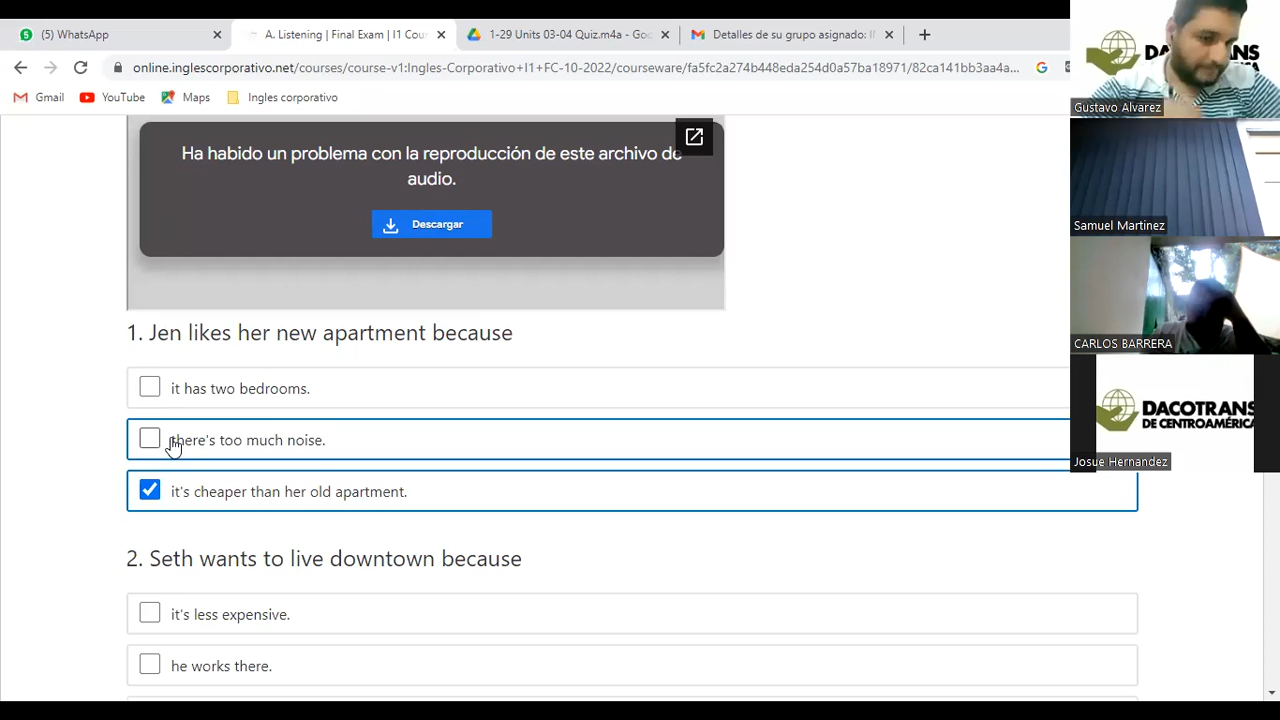 (5) WhatsApp
A. Listening | Final Exam | I1 Cour
1-29 Units 03-04 Quiz.m4a - Goo
Detalles de su grupo asignado: I
online.inglescorporativo.net/courses/course-v1:
Corporativo+I1+FC-10-2022/courseware/fa5fc2a274b448eda254d0a57ba18971/82ca141bb3aa4a...
Gmail
YouTube
Maps
Ingles corporativo
Ha habido un problema con la reproducción de este archivo de
audio.
Descargar
1. Jen likes her new apartment because
it has two bedrooms.
there's too much noise.
it's cheaper than her old apartment.
2. Seth wants to live downtown because
it's less expensive.
he works there.
Gustavo Alvarez
Samuel Martinez
CARLOS BARRERA
DACOTRANS
DE CENTROAMÉRICA
Josue Hernandez